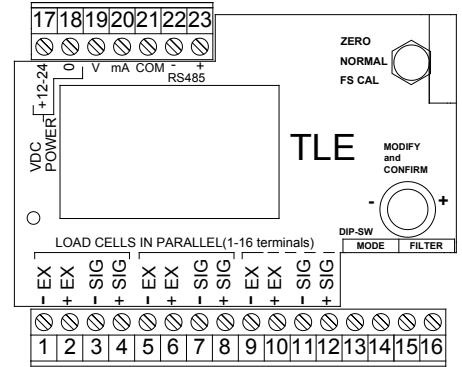 17 18 19 20 21 22 23
+12-24 0 V mA COM - +
RS485
VDC
POWER
ZERO
NORMAL
FS CAL
TLE
MODIFY
and
CONFIRM
- +
DIP-SW
MODE FILTER
LOAD CELLS IN PARALLEL(1-16 terminals)
- EX + EX - SIG + SIG - EX + EX - SIG + SIG - EX + EX - SIG + SIG
1 2 3 4 5 6 7 8 9 10 11 12 13 14 15 16